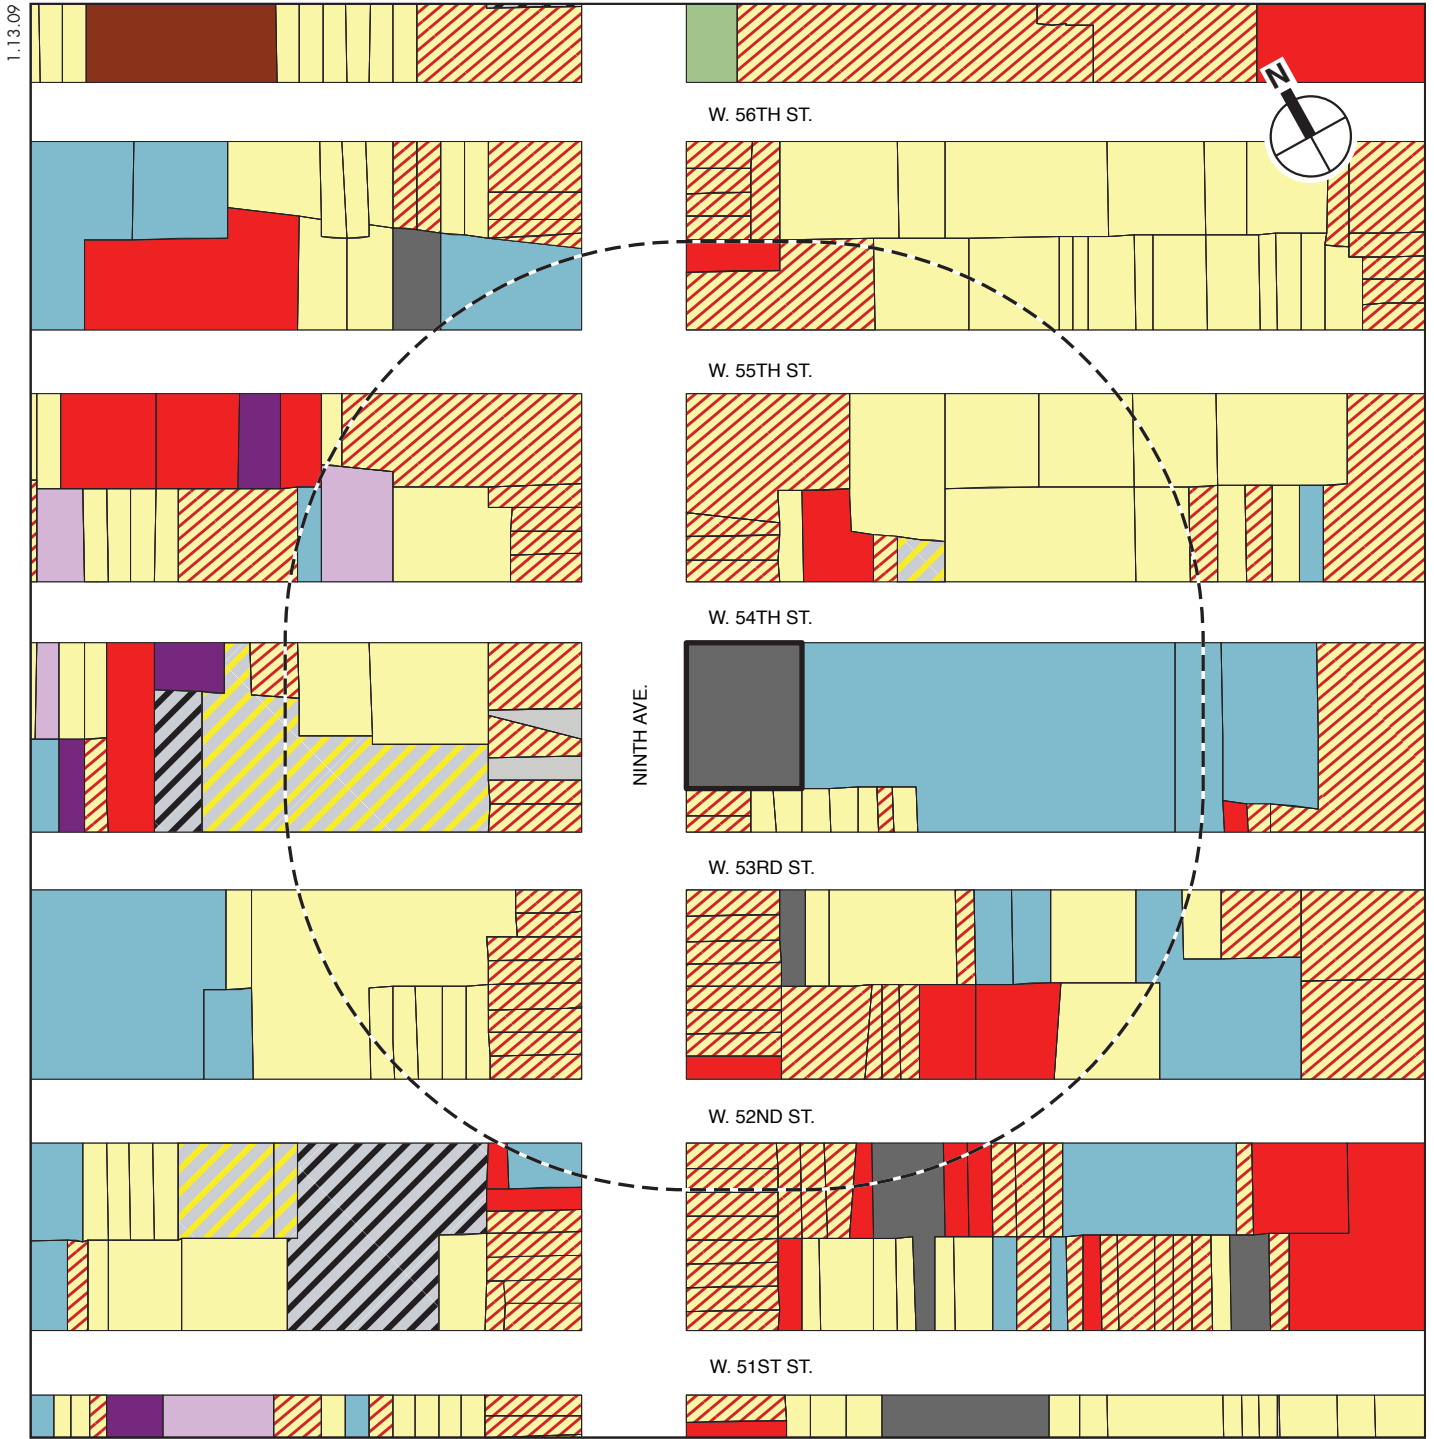 1.13.09
N
W. 56TH ST.
W. 55TH ST.
W. 54TH ST.
NINTH AVE.
W. 53RD ST.
W. 52ND ST.
W. 51ST ST.